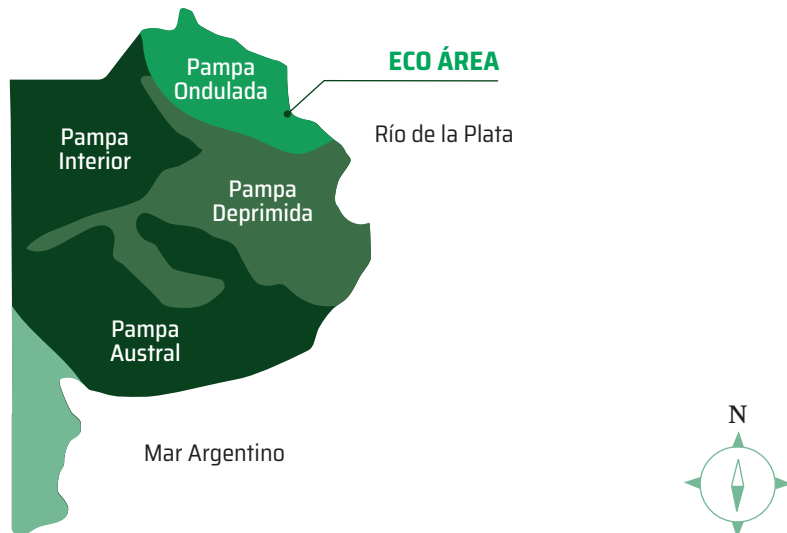 Pampa
Ondulada
ECO ÁREA
Río de la Plata
Pampa
Interior
Pampa
Deprimida
Pampa
Austral
Mar Argentino
N